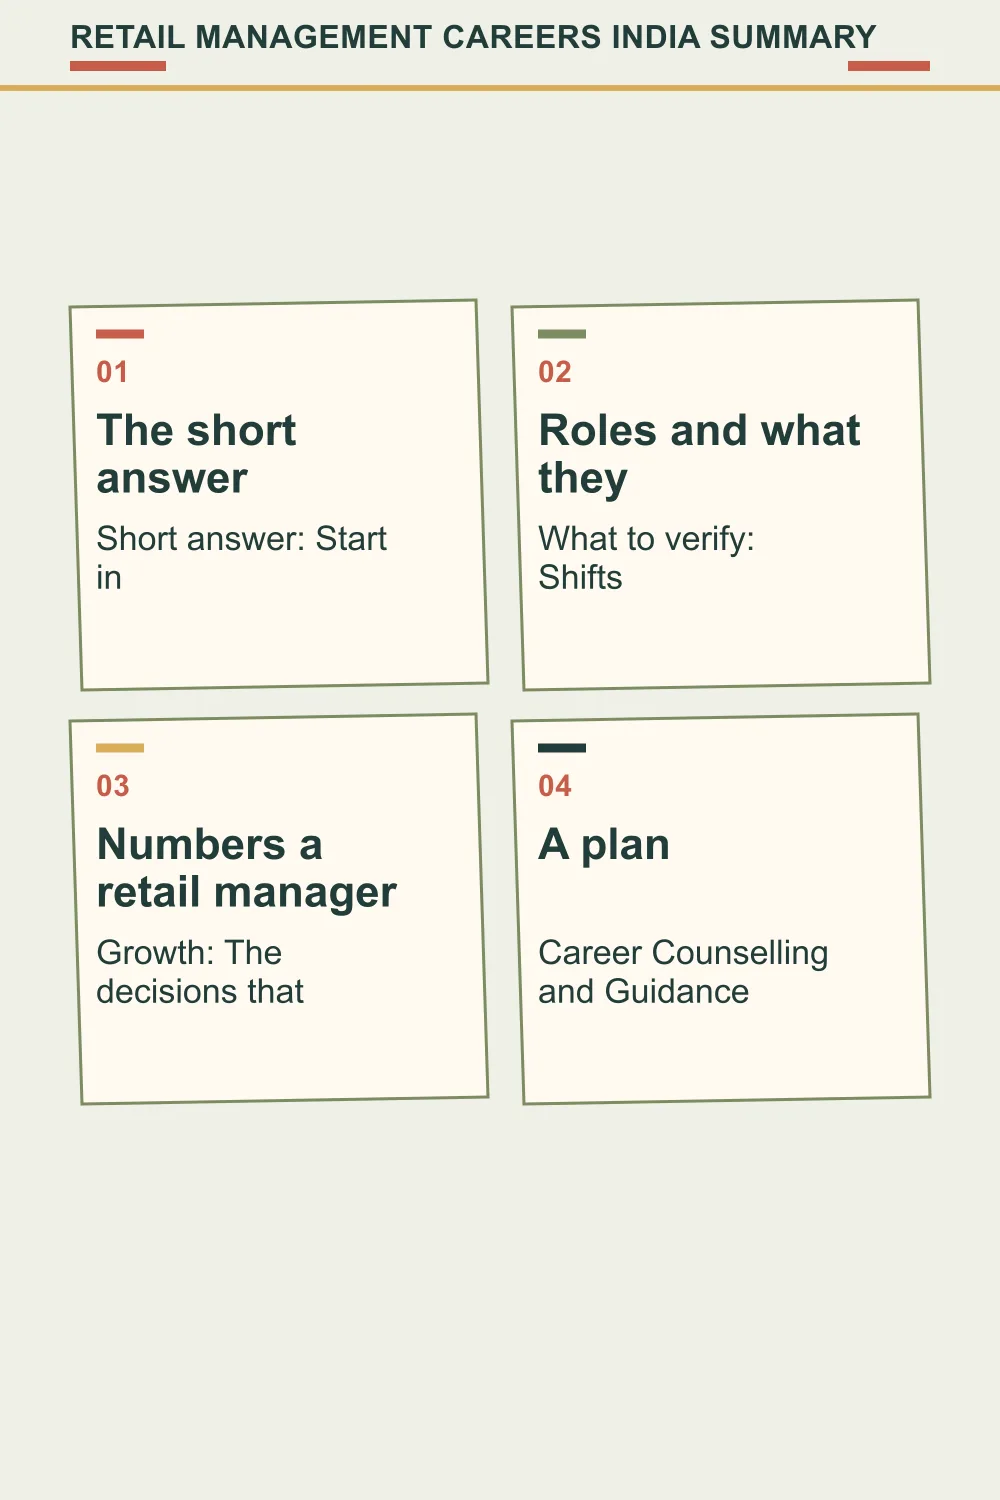 RETAIL MANAGEMENT CAREERS INDIA SUMMARY
01
The short
answer
Short answer: Start
in
02
Roles and what
they
What to verify:
Shifts
03
Numbers a
retail manager
Growth: The
decisions that
04
A plan
Career Counselling
and Guidance